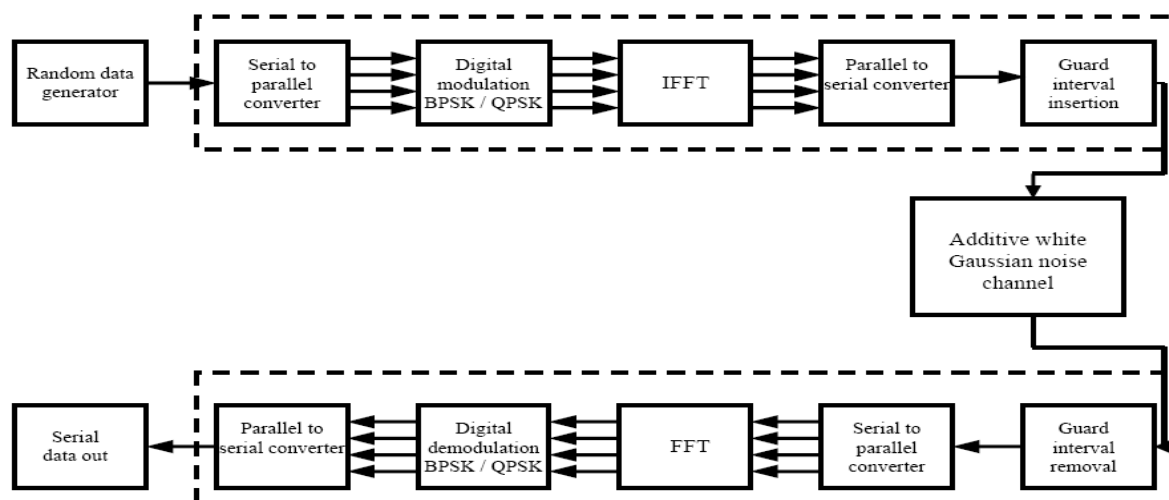 Random data
generator
Serial to
parallel
converter
Digital
modulation
BPSK / QPSK
IFFT
Parallel to
serial converter
Guard
interval
insertion
Additive white
Gaussian noise
channel
Serial
data out
Parallel to
serial converter
Digital
demodulation
BPSK / QPSK
FFT
Serial to
parallel
converter
Guard
interval
removal